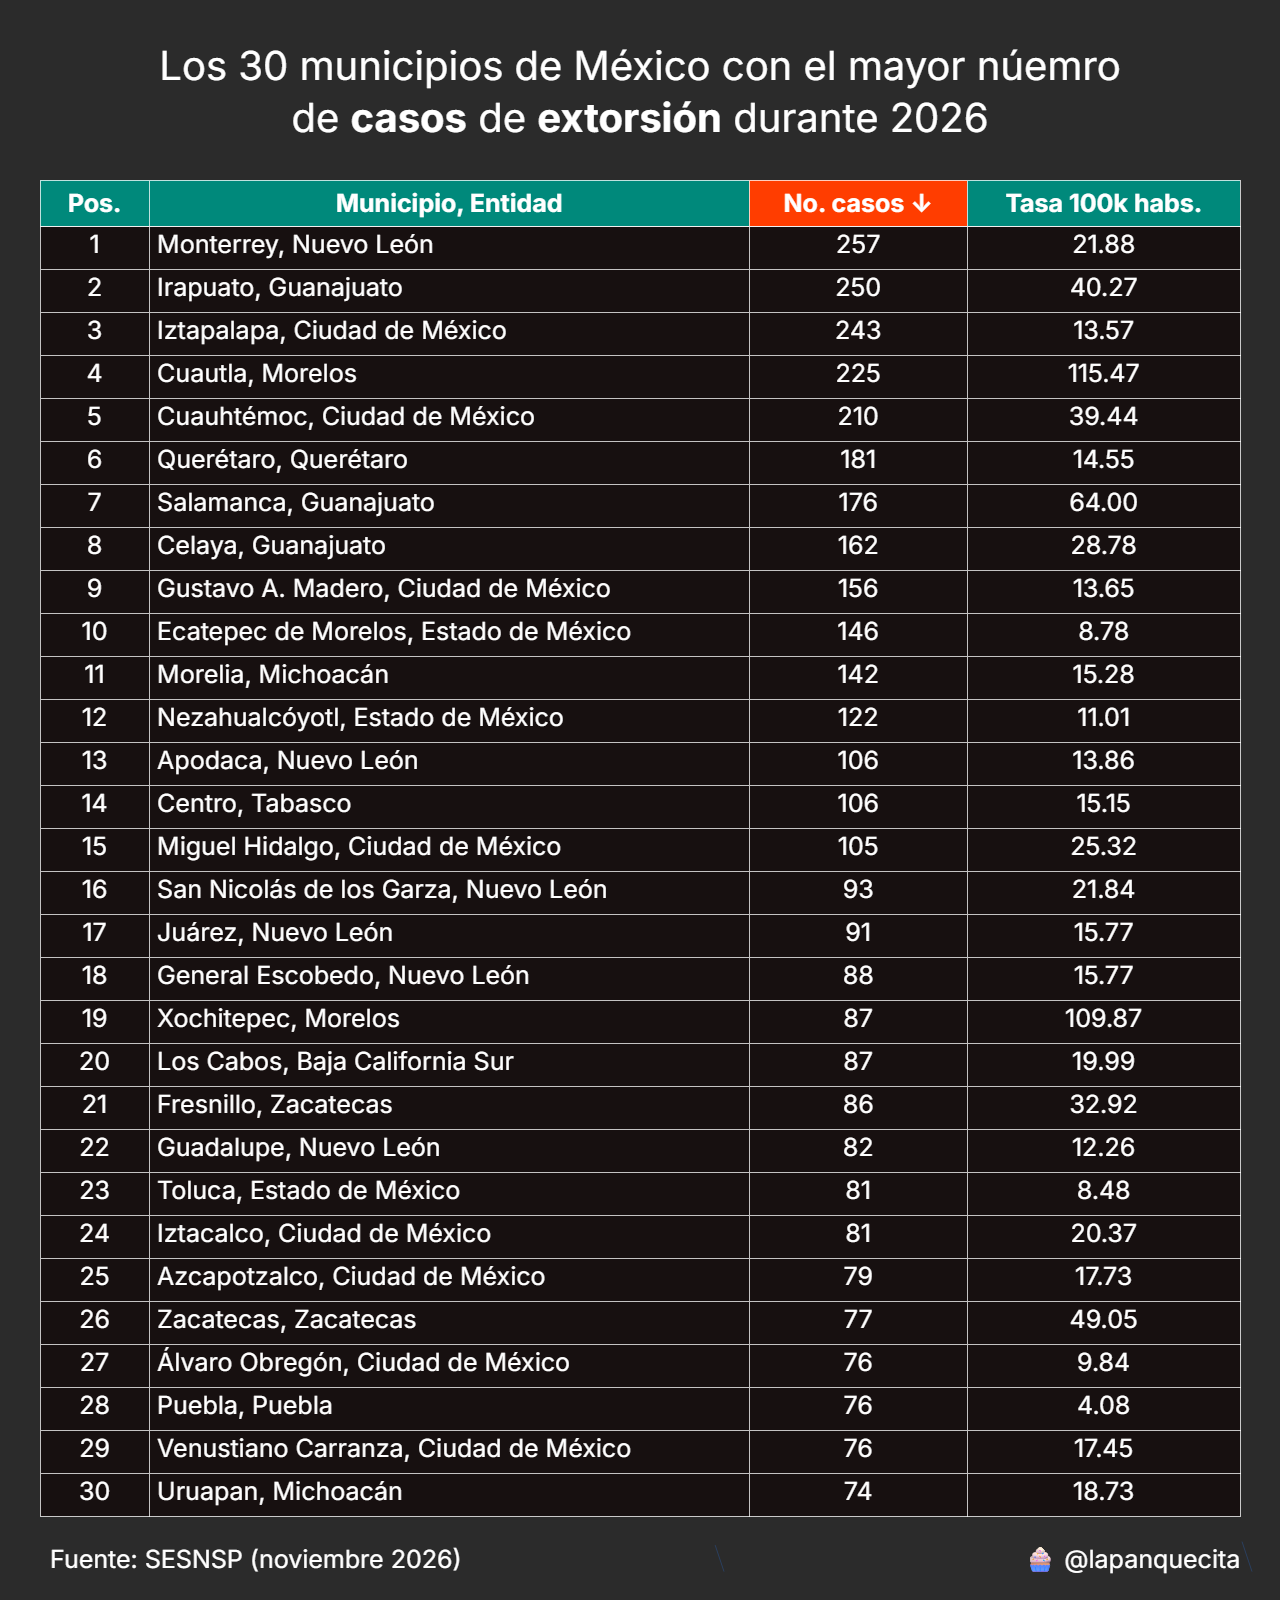 Los 30 municipios de México con el mayor núemro
de casos de extorsión durante 2026
Pos. Municipio, Entidad No. casos ↓ Tasa 100k habs.
1 Monterrey, Nuevo León 257 21.88
2 Irapuato, Guanajuato 250 40.27
3 Iztapalapa, Ciudad de México 243 13.57
4 Cuautla, Morelos 225 115.47
5 Cuauhtémoc, Ciudad de México 210 39.44
6 Querétaro, Querétaro 181 14.55
7 Salamanca, Guanajuato 176 64.00
8 Celaya, Guanajuato 162 28.78
9 Gustavo A. Madero, Ciudad de México 156 13.65
10 Ecatepec de Morelos, Estado de México 146 8.78
11 Morelia, Michoacán 142 15.28
12 Nezahualcóyotl, Estado de México 122 11.01
13 Apodaca, Nuevo León 106 13.86
14 Centro, Tabasco 106 15.15
15 Miguel Hidalgo, Ciudad de México 105 25.32
16 San Nicolás de los Garza, Nuevo León 93 21.84
17 Juárez, Nuevo León 91 15.77
18 General Escobedo, Nuevo León 88 15.77
19 Xochitepec, Morelos 87 109.87
20 Los Cabos, Baja California Sur 87 19.99
21 Fresnillo, Zacatecas 86 32.92
22 Guadalupe, Nuevo León 82 12.26
23 Toluca, Estado de México 81 8.48
24 Iztacalco, Ciudad de México 81 20.37
25 Azcapotzalco, Ciudad de México 79 17.73
26 Zacatecas, Zacatecas 77 49.05
27 Álvaro Obregón, Ciudad de México 76 9.84
28 Puebla, Puebla 76 4.08
29 Venustiano Carranza, Ciudad de México 76 17.45
30 Uruapan, Michoacán 74 18.73
Fuente: SESNSP (noviembre 2026) 🧁 @lapanquecita